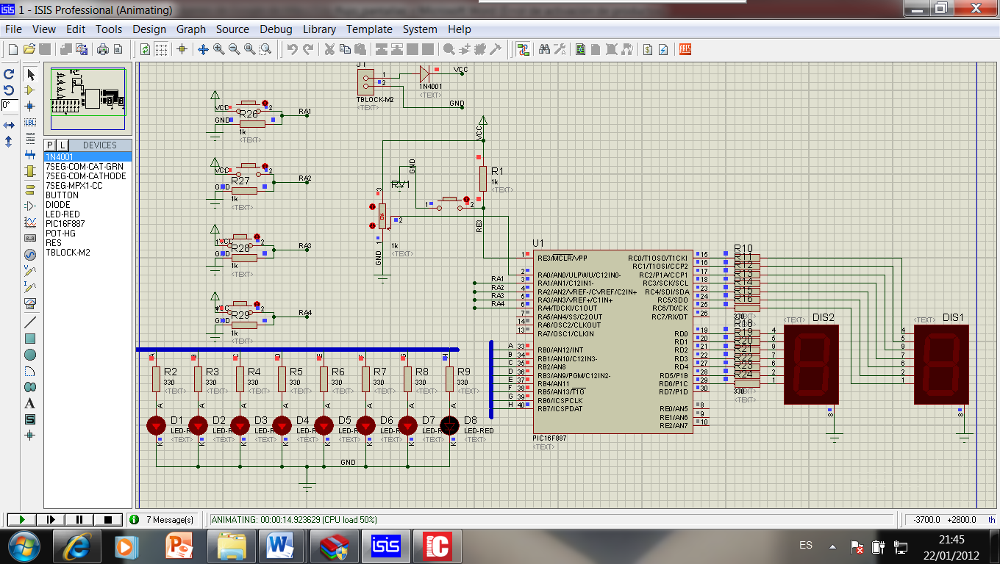 isis 1 - ISIS Professional (Animating)
File View Edit Tools Design Graph Source Debug Library Template System Help
ARES
0°
LBL
P L DEVICES
1N4001
7SEG-COM-CAT-GRN
7SEG-COM-CATHODE
7SEG-MPX1-CC
BUTTON
DIODE
LED-RED
PIC16F887
POT-HG
RES
TBLOCK-M2
J1
1
2
TBLOCK-M2
<TEXT>
1N4001
<TEXT>
VCC
GND
VCC 2 RA1
GND R26
1k
<TEXT>
VCC 2 RA2
GND R27
1k
<TEXT>
1 VCC 2 RA3
GND R28
1k
<TEXT>
2 RA4
GND R29
1k
<TEXT>
VCC
GND
R1
1k
<TEXT>
RV1
3
2
1
1k
<TEXT>
GND
1 2
RE3
U1
1 RE3/MCLR/VPP
2 RA0/AN0/ULPWU/C12IN0-
RA1 3 RA1/AN1/C12IN1-
RA2 4 RA2/AN2/VREF-/CVREF/C2IN+
RA3 5 RA3/AN3/VREF+/C1IN+
RA4 6 RA4/T0CKI/C1OUT
7 RA5/AN4/SS/C2OUT
14 RA6/OSC2/CLKOUT
13 RA7/OSC1/CLKIN
A 33 RB0/AN12/INT
B 34 RB1/AN10/C12IN3-
C 35 RB2/AN8
D 36 RB3/AN9/PGM/C12IN2-
E 37 RB4/AN11
F 38 RB5/AN13/T1G
G 39 RB6/ICSPCLK
H 40 RB7/ICSPDAT
RC0/T1OSO/T1CKI 15
RC1/T1OSI/CCP2 16
RC2/P1A/CCP1 17
RC3/SCK/SCL 18
RC4/SDI/SDA 23
RC5/SDO 24
RC6/TX/CK 25
RC7/RX/DT 26
RD0 19
RD1 20
RD2 21
RD3 22
RD4 27
RD5/P1B 28
RD6/P1C 29
RD7/P1D 30
RE0/AN5 8
RE1/AN6 9
RE2/AN7 10
PIC16F887
<TEXT>
R10
R11
R12
R13
R14
R15
R16
330
<TEXT>
R18
R19
R20
R21
R22
R23
R24
330
<TEXT>
<TEXT> DIS2
4
5
9
7
6
2
1
8
<TEXT> DIS1
4
5
9
7
6
2
1
8
A B C D E F G H
R2 R3 R4 R5 R6 R7 R8 R9
330 330 330 330 330 330 330 330
<TEXT> <TEXT> <TEXT> <TEXT> <TEXT> <TEXT> <TEXT> <TEXT>
A A A A A A A A
D1 D2 D3 D4 D5 D6 D7 D8
LED-R LED-R LED-R LED-R LED-R LED-R LED-R LED-RED
<TEXT> <TEXT> <TEXT> <TEXT> <TEXT> <TEXT> <TEXT> <TEXT>
K K K K K K K K
GND
7 Message(s) ANIMATING: 00:00:14.923629 (CPU load 50%) -3700.0 +2800.0 th
isis
ES
21:45
22/01/2012